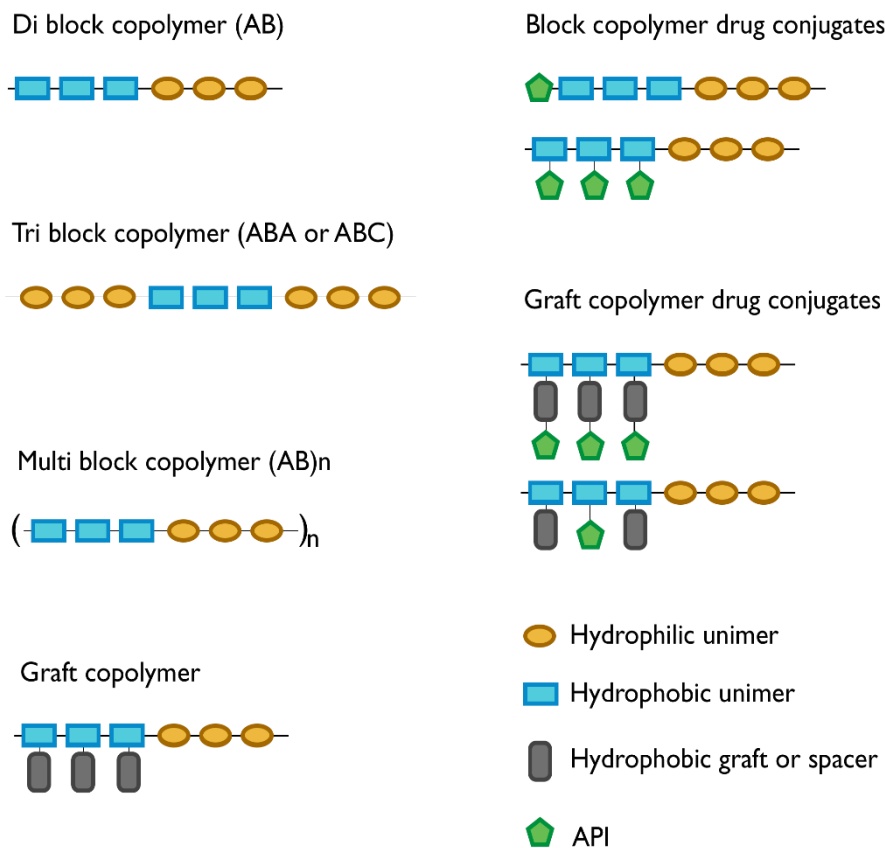 Di block copolymer (AB)
Tri block copolymer (ABA or ABC)
Multi block copolymer (AB)n
( )n
Graft copolymer
Block copolymer drug conjugates
Graft copolymer drug conjugates
Hydrophilic unimer
Hydrophobic unimer
Hydrophobic graft or spacer
API